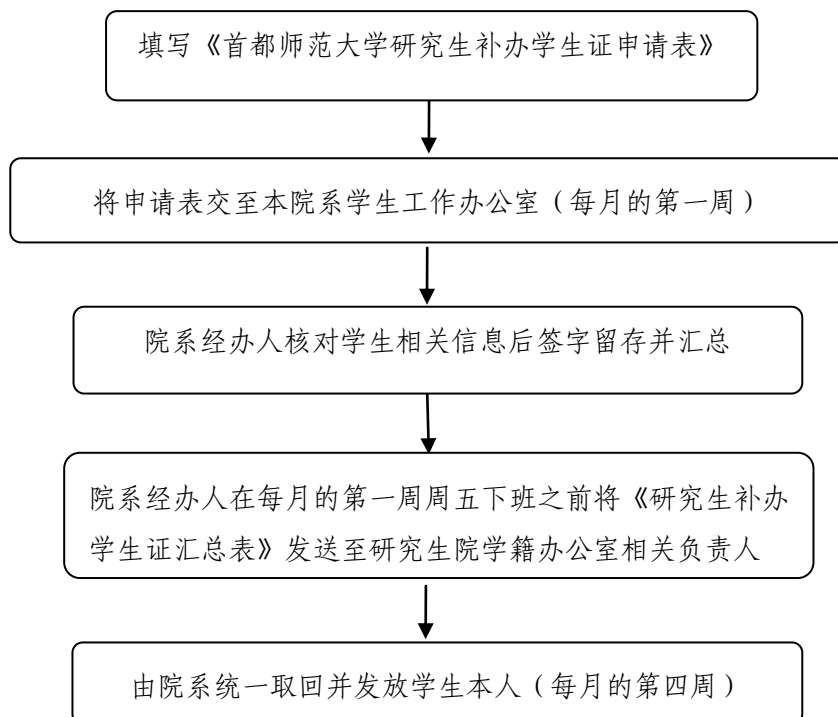 填写《首都师范大学研究生补办学生证申请表》
将申请表交至本院系学生工作办公室（每月的第一周）
院系经办人核对学生相关信息后签字留存并汇总
院系经办人在每月的第一周周五下班之前将《研究生补办
学生证汇总表》发送至研究生院学籍办公室相关负责人
由院系统一取回并发放学生本人（每月的第四周）